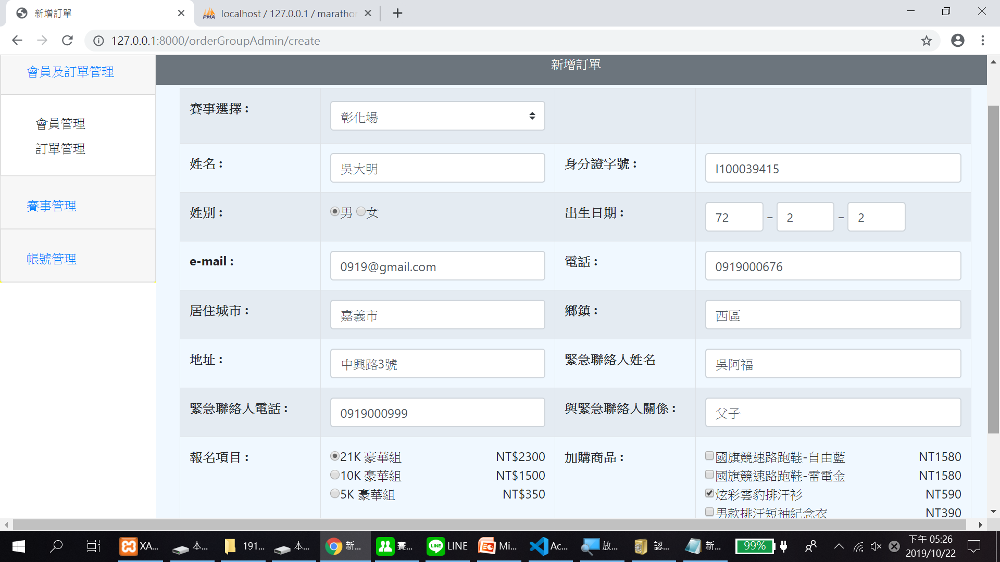 新增訂單
localhost / 127.0.0.1 / marathor
127.0.0.1:8000/orderGroupAdmin/create
會員及訂單管理
會員管理
訂單管理
賽事管理
帳號管理
新增訂單
賽事選擇 : 彰化場
姓名 : 吳大明 身分證字號 : I100039415
姓別 : 男 女 出生日期 : 72 - 2 - 2
e-mail : 0919@gmail.com 電話 : 0919000676
居住城市 : 嘉義市 鄉鎮 : 西區
地址 : 中興路3號 緊急聯絡人姓名 吳阿福
緊急聯絡人電話 : 0919000999 與緊急聯絡人關係 : 父子
報名項目 : 21K 豪華組 NT$2300 加購商品 : 國旗競速路跑鞋-自由藍 NT1580
10K 豪華組 NT$1500 國旗競速路跑鞋-雷電金 NT1580
5K 豪華組 NT$350 炫彩雲豹排汗衫 NT590
男款排汗短袖紀念衣 NT390
XA... 本... 191... 本... 新... 賽... LINE LINE Mi... Ac... 放... 認... 新... 99% 下午 05:26
2019/10/22